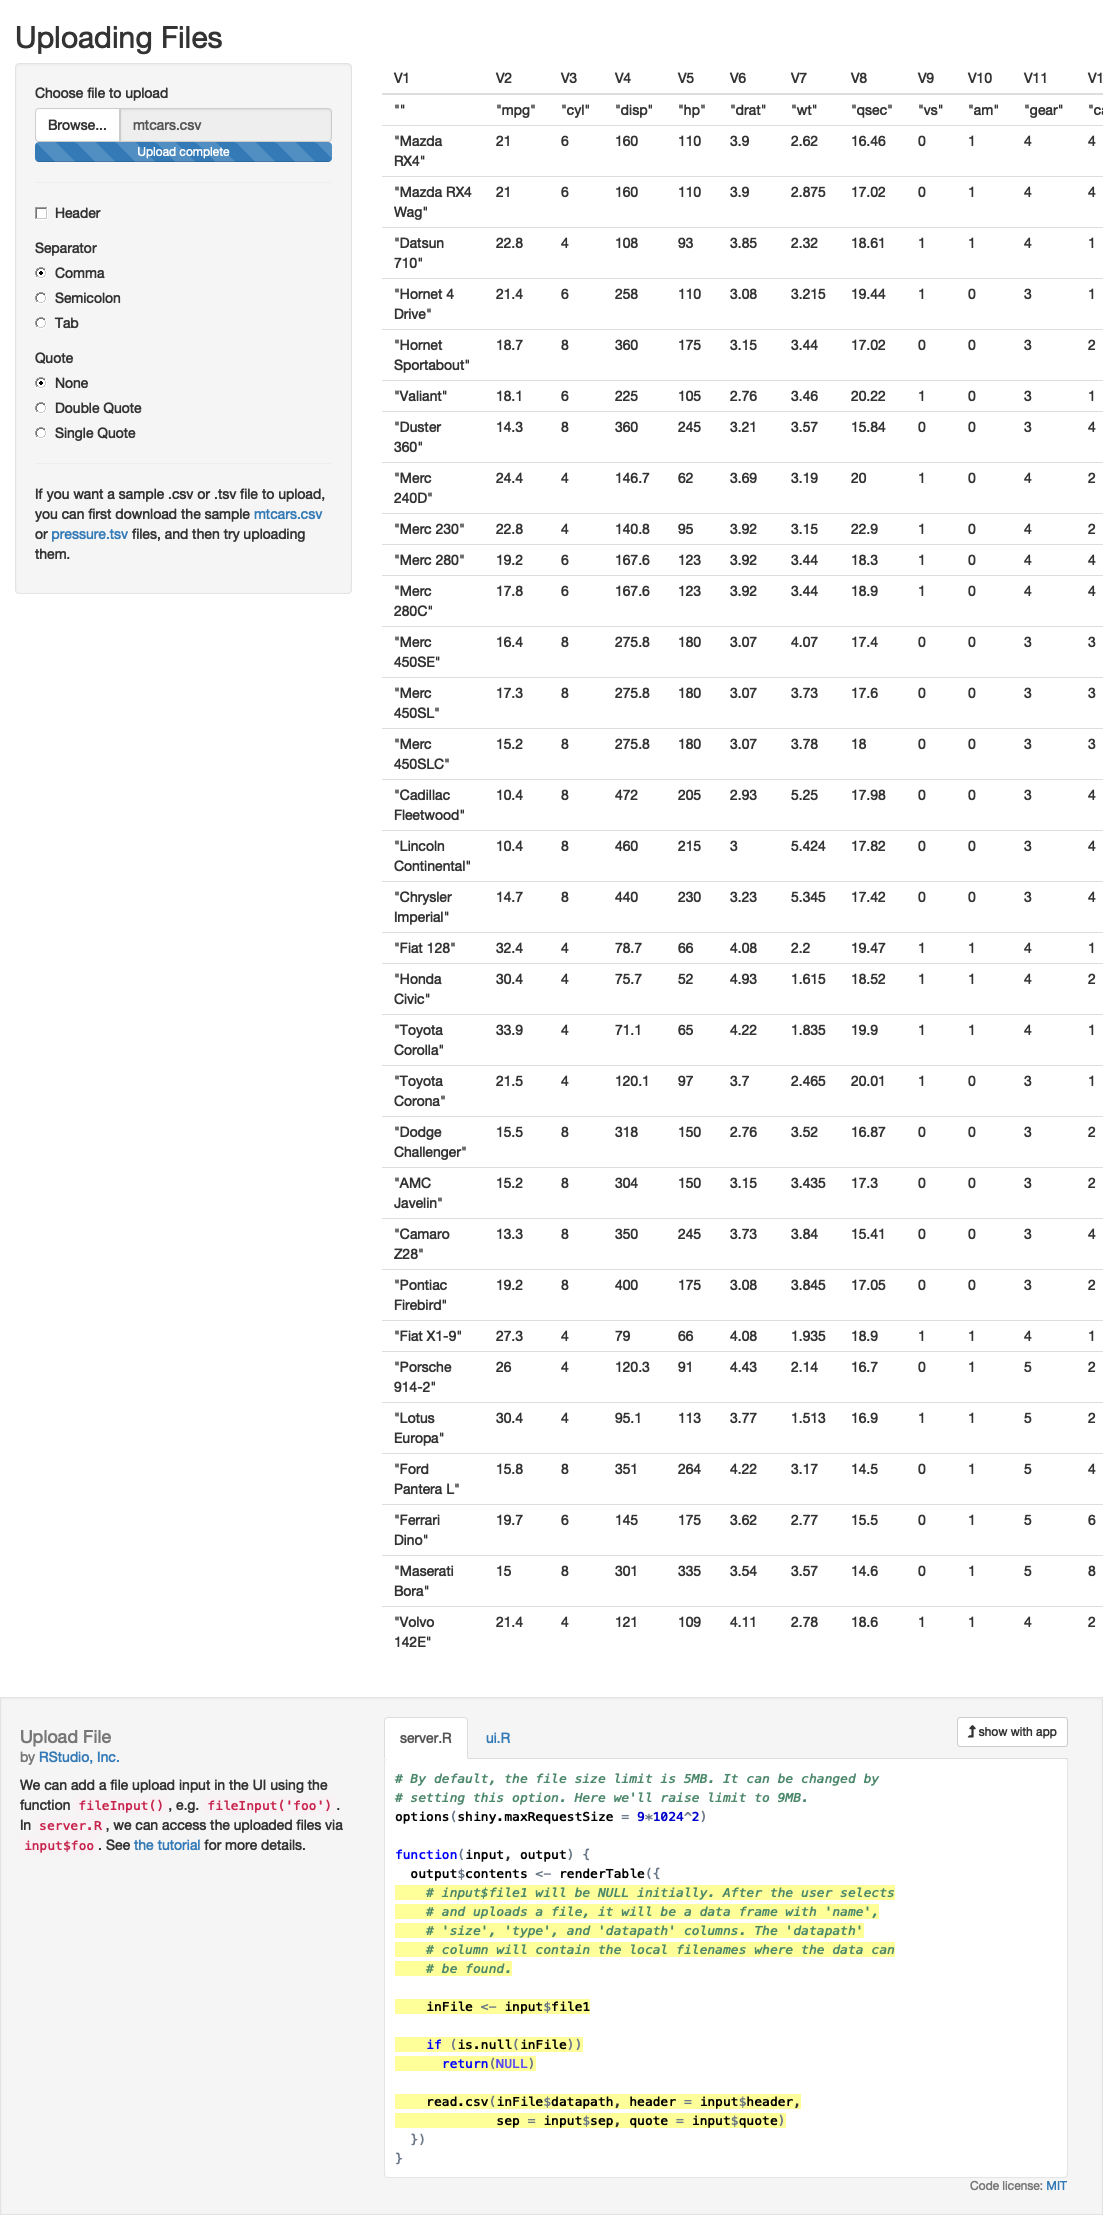 Uploading Files
Choose file to upload
Browse... mtcars.csv
Upload complete
Header
Separator
Comma
Semicolon
Tab
Quote
None
Double Quote
Single Quote
If you want a sample .csv or .tsv file to upload,
you can first download the sample mtcars.csv
or pressure.tsv files, and then try uploading
them.
V1 V2 V3 V4 V5 V6 V7 V8 V9 V10 V11
"" "mpg" "cyl" "disp" "hp" "drat" "wt" "qsec" "vs" "am" "gear"
"Mazda 21 6 160 110 3.9 2.62 16.46 0 1 4 4
RX4"
"Mazda RX4 21 6 160 110 3.9 2.875 17.02 0 1 4 4
Wag"
"Datsun 22.8 4 108 93 3.85 2.32 18.61 1 1 4 1
710"
"Hornet 4 21.4 6 258 110 3.08 3.215 19.44 1 0 3 1
Drive"
"Hornet 18.7 8 360 175 3.15 3.44 17.02 0 0 3 2
Sportabout"
"Valiant" 18.1 6 225 105 2.76 3.46 20.22 1 0 3 1
"Duster 14.3 8 360 245 3.21 3.57 15.84 0 0 3 4
360"
"Merc 24.4 4 146.7 62 3.69 3.19 20 1 0 4 2
240D"
"Merc 230" 22.8 4 140.8 95 3.92 3.15 22.9 1 0 4 2
"Merc 280" 19.2 6 167.6 123 3.92 3.44 18.3 1 0 4 4
"Merc 17.8 6 167.6 123 3.92 3.44 18.9 1 0 4 4
280C"
"Merc 16.4 8 275.8 180 3.07 4.07 17.4 0 0 3 3
450SE"
"Merc 17.3 8 275.8 180 3.07 3.73 17.6 0 0 3 3
450SL"
"Merc 15.2 8 275.8 180 3.07 3.78 18 0 0 3 3
450SLC"
"Cadillac 10.4 8 472 205 2.93 5.25 17.98 0 0 3 4
Fleetwood"
"Lincoln 10.4 8 460 215 3 5.424 17.82 0 0 3 4
Continental"
"Chrysler 14.7 8 440 230 3.23 5.345 17.42 0 0 3 4
Imperial"
"Fiat 128" 32.4 4 78.7 66 4.08 2.2 19.47 1 1 4 1
"Honda 30.4 4 75.7 52 4.93 1.615 18.52 1 1 4 2
Civic"
"Toyota 33.9 4 71.1 65 4.22 1.835 19.9 1 1 4 1
Corolla"
"Toyota 21.5 4 120.1 97 3.7 2.465 20.01 1 0 3 1
Corona"
"Dodge 15.5 8 318 150 2.76 3.52 16.87 0 0 3 2
Challenger"
"AMC 15.2 8 304 150 3.15 3.435 17.3 0 0 3 2
Javelin"
"Camaro 13.3 8 350 245 3.73 3.84 15.41 0 0 3 4
Z28"
"Pontiac 19.2 8 400 175 3.08 3.845 17.05 0 0 3 2
Firebird"
"Fiat X1-9" 27.3 4 79 66 4.08 1.935 18.9 1 1 4 1
"Porsche 26 4 120.3 91 4.43 2.14 16.7 0 1 5 2
914-2"
"Lotus 30.4 4 95.1 113 3.77 1.513 16.9 1 1 5 2
Europa"
"Ford 15.8 8 351 264 4.22 3.17 14.5 0 1 5 4
Pantera L"
"Ferrari 19.7 6 145 175 3.62 2.77 15.5 0 1 5 6
Dino"
"Maserati 15 8 301 335 3.54 3.57 14.6 0 1 5 8
Bora"
"Volvo 21.4 4 121 109 4.11 2.78 18.6 1 1 4 2
142E"
Upload File
by RStudio, Inc.
We can add a file upload input in the UI using the
function fileInput() , e.g. fileInput('foo') .
In server.R , we can access the uploaded files via
input$foo . See the tutorial for more details.
server.R ui.R show with app
# By default, the file size limit is 5MB. It can be changed by
# setting this option. Here we'll raise limit to 9MB.
options(shiny.maxRequestSize = 9*1024^2)
function(input, output) {
output$contents <- renderTable({
# input$file1 will be NULL initially. After the user selects
# and uploads a file, it will be a data frame with 'name',
# 'size', 'type', and 'datapath' columns. The 'datapath'
# column will contain the local filenames where the data can
# be found.
inFile <- input$file1
if (is.null(inFile))
return(NULL)
read.csv(inFile$datapath, header = input$header,
sep = input$sep, quote = input$quote)
})
}
Code license: MIT